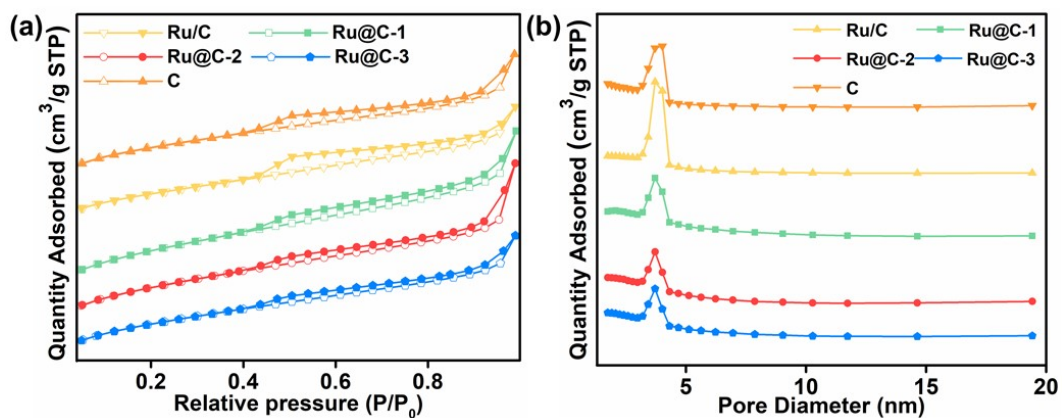 (a)
Quantity Adsorbed (cm³/g STP)
Ru/C
Ru@C-1
Ru@C-2
Ru@C-3
C
0.2 0.4 0.6 0.8
Relative pressure (P/P₀)
(b)
Quantity Adsorbed (cm³/g STP)
Ru/C
Ru@C-1
Ru@C-2
Ru@C-3
C
5 10 15 20
Pore Diameter (nm)